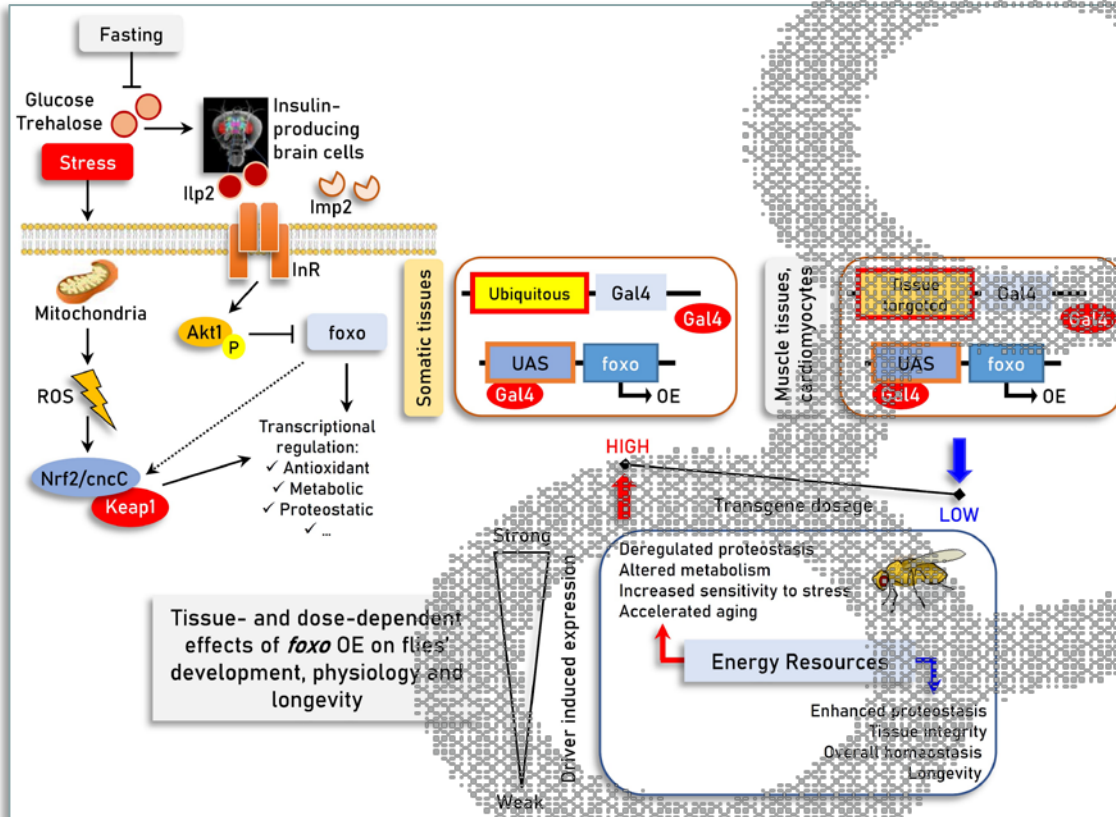 Fasting
Glucose
Trehalose
Stress
Insulin-
producing
brain cells
Ilp2
Imp2
InR
Mitochondria
Akt1
P
foxo
ROS
Nrf2/cncC
Keap1
Transcriptional
regulation:
✓ Antioxidant
✓ Metabolic
✓ Proteostatic
✓ ...
Somatic tissues
Ubiquitous
Gal4
Gal4
UAS
foxo
Gal4
OE
Muscle tissues,
cardiomyocytes
Tissue
targeted
Gal4
Gal4
UAS
foxo
Gal4
OE
HIGH
Transgene dosage
LOW
Strong
Driver induced expression
Weak
Deregulated proteostasis
Altered metabolism
Increased sensitivity to stress
Accelerated aging
Energy Resources
Enhanced proteostasis
Tissue integrity
Overall homeostasis
Longevity
Tissue- and dose-dependent
effects of foxo OE on flies'
development, physiology and
longevity